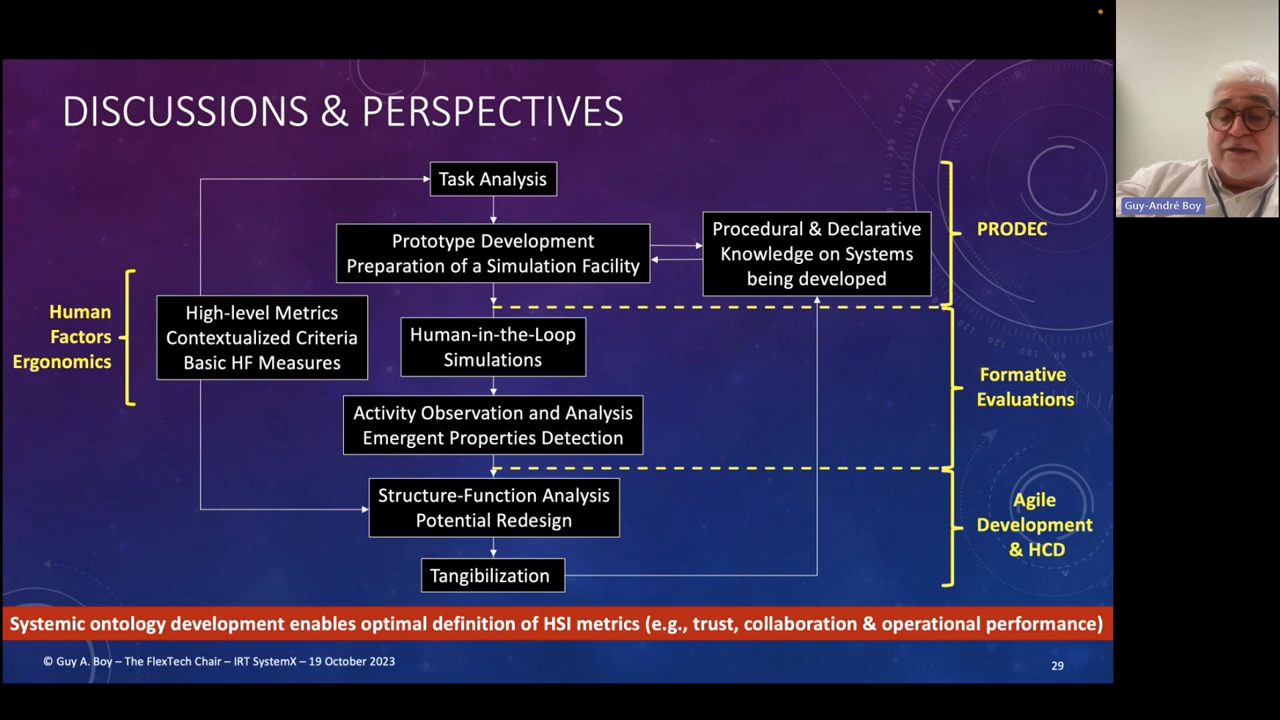 DISCUSSIONS & PERSPECTIVES
Task Analysis
Prototype Development
Preparation of a Simulation Facility
Procedural & Declarative
Knowledge on Systems
being developed
PRODEC
Human
Factors
Ergonomics
High-level Metrics
Contextualized Criteria
Basic HF Measures
Human-in-the-Loop
Simulations
Activity Observation and Analysis
Emergent Properties Detection
Formative
Evaluations
Structure-Function Analysis
Potential Redesign
Tangibilization
Agile
Development
& HCD
Systemic ontology development enables optimal definition of HSI metrics (e.g., trust, collaboration & operational performance)
© Guy A. Boy – The FlexTech Chair – IRT SystemX – 19 October 2023
29
Guy-André Boy